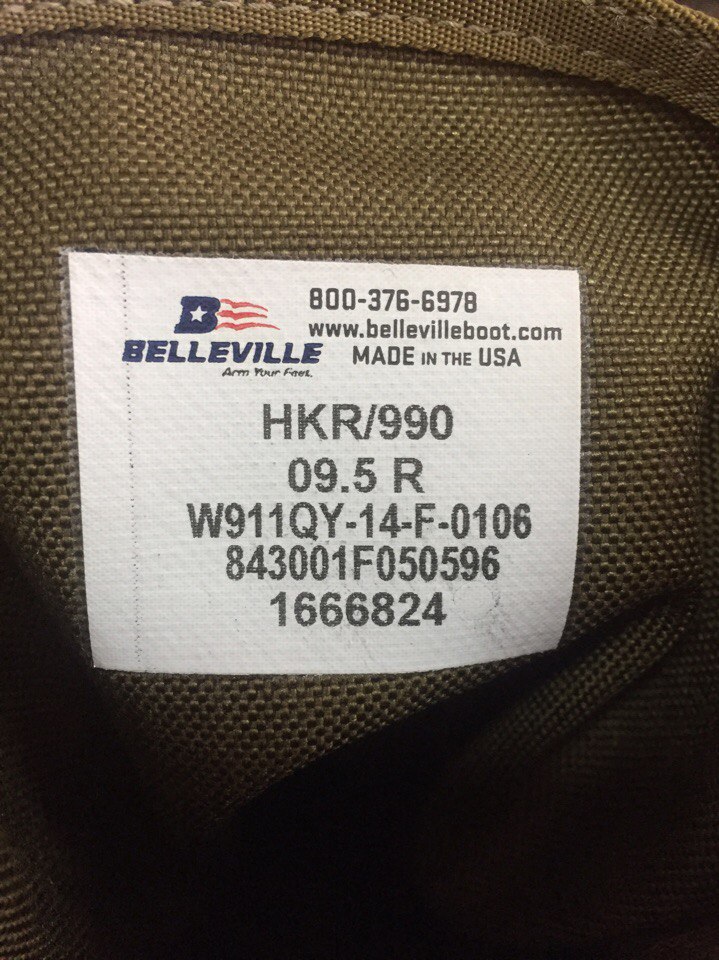 800-376-6978
www.bellevilleboot.com
BELLEVILLE MADE IN THE USA
Arm Your Feet.
HKR/990
09.5 R
W911QY-14-F-0106
843001F050596
1666824